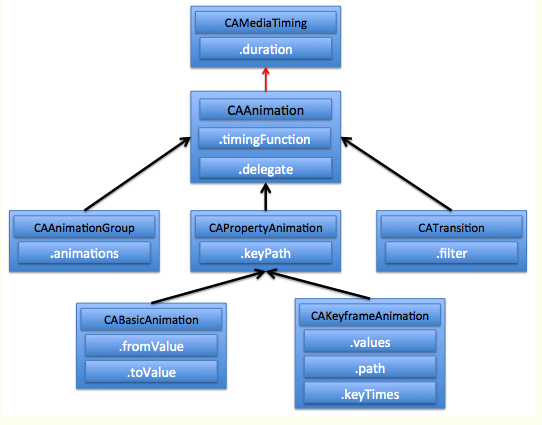 CAMediaTiming
.duration
CAAnimation
.timingFunction
.delegate
CAAnimationGroup
.animations
CAPropertyAnimation
.keyPath
CATransition
.filter
CABasicAnimation
.fromValue
.toValue
CAKeyframeAnimation
.values
.path
.keyTimes